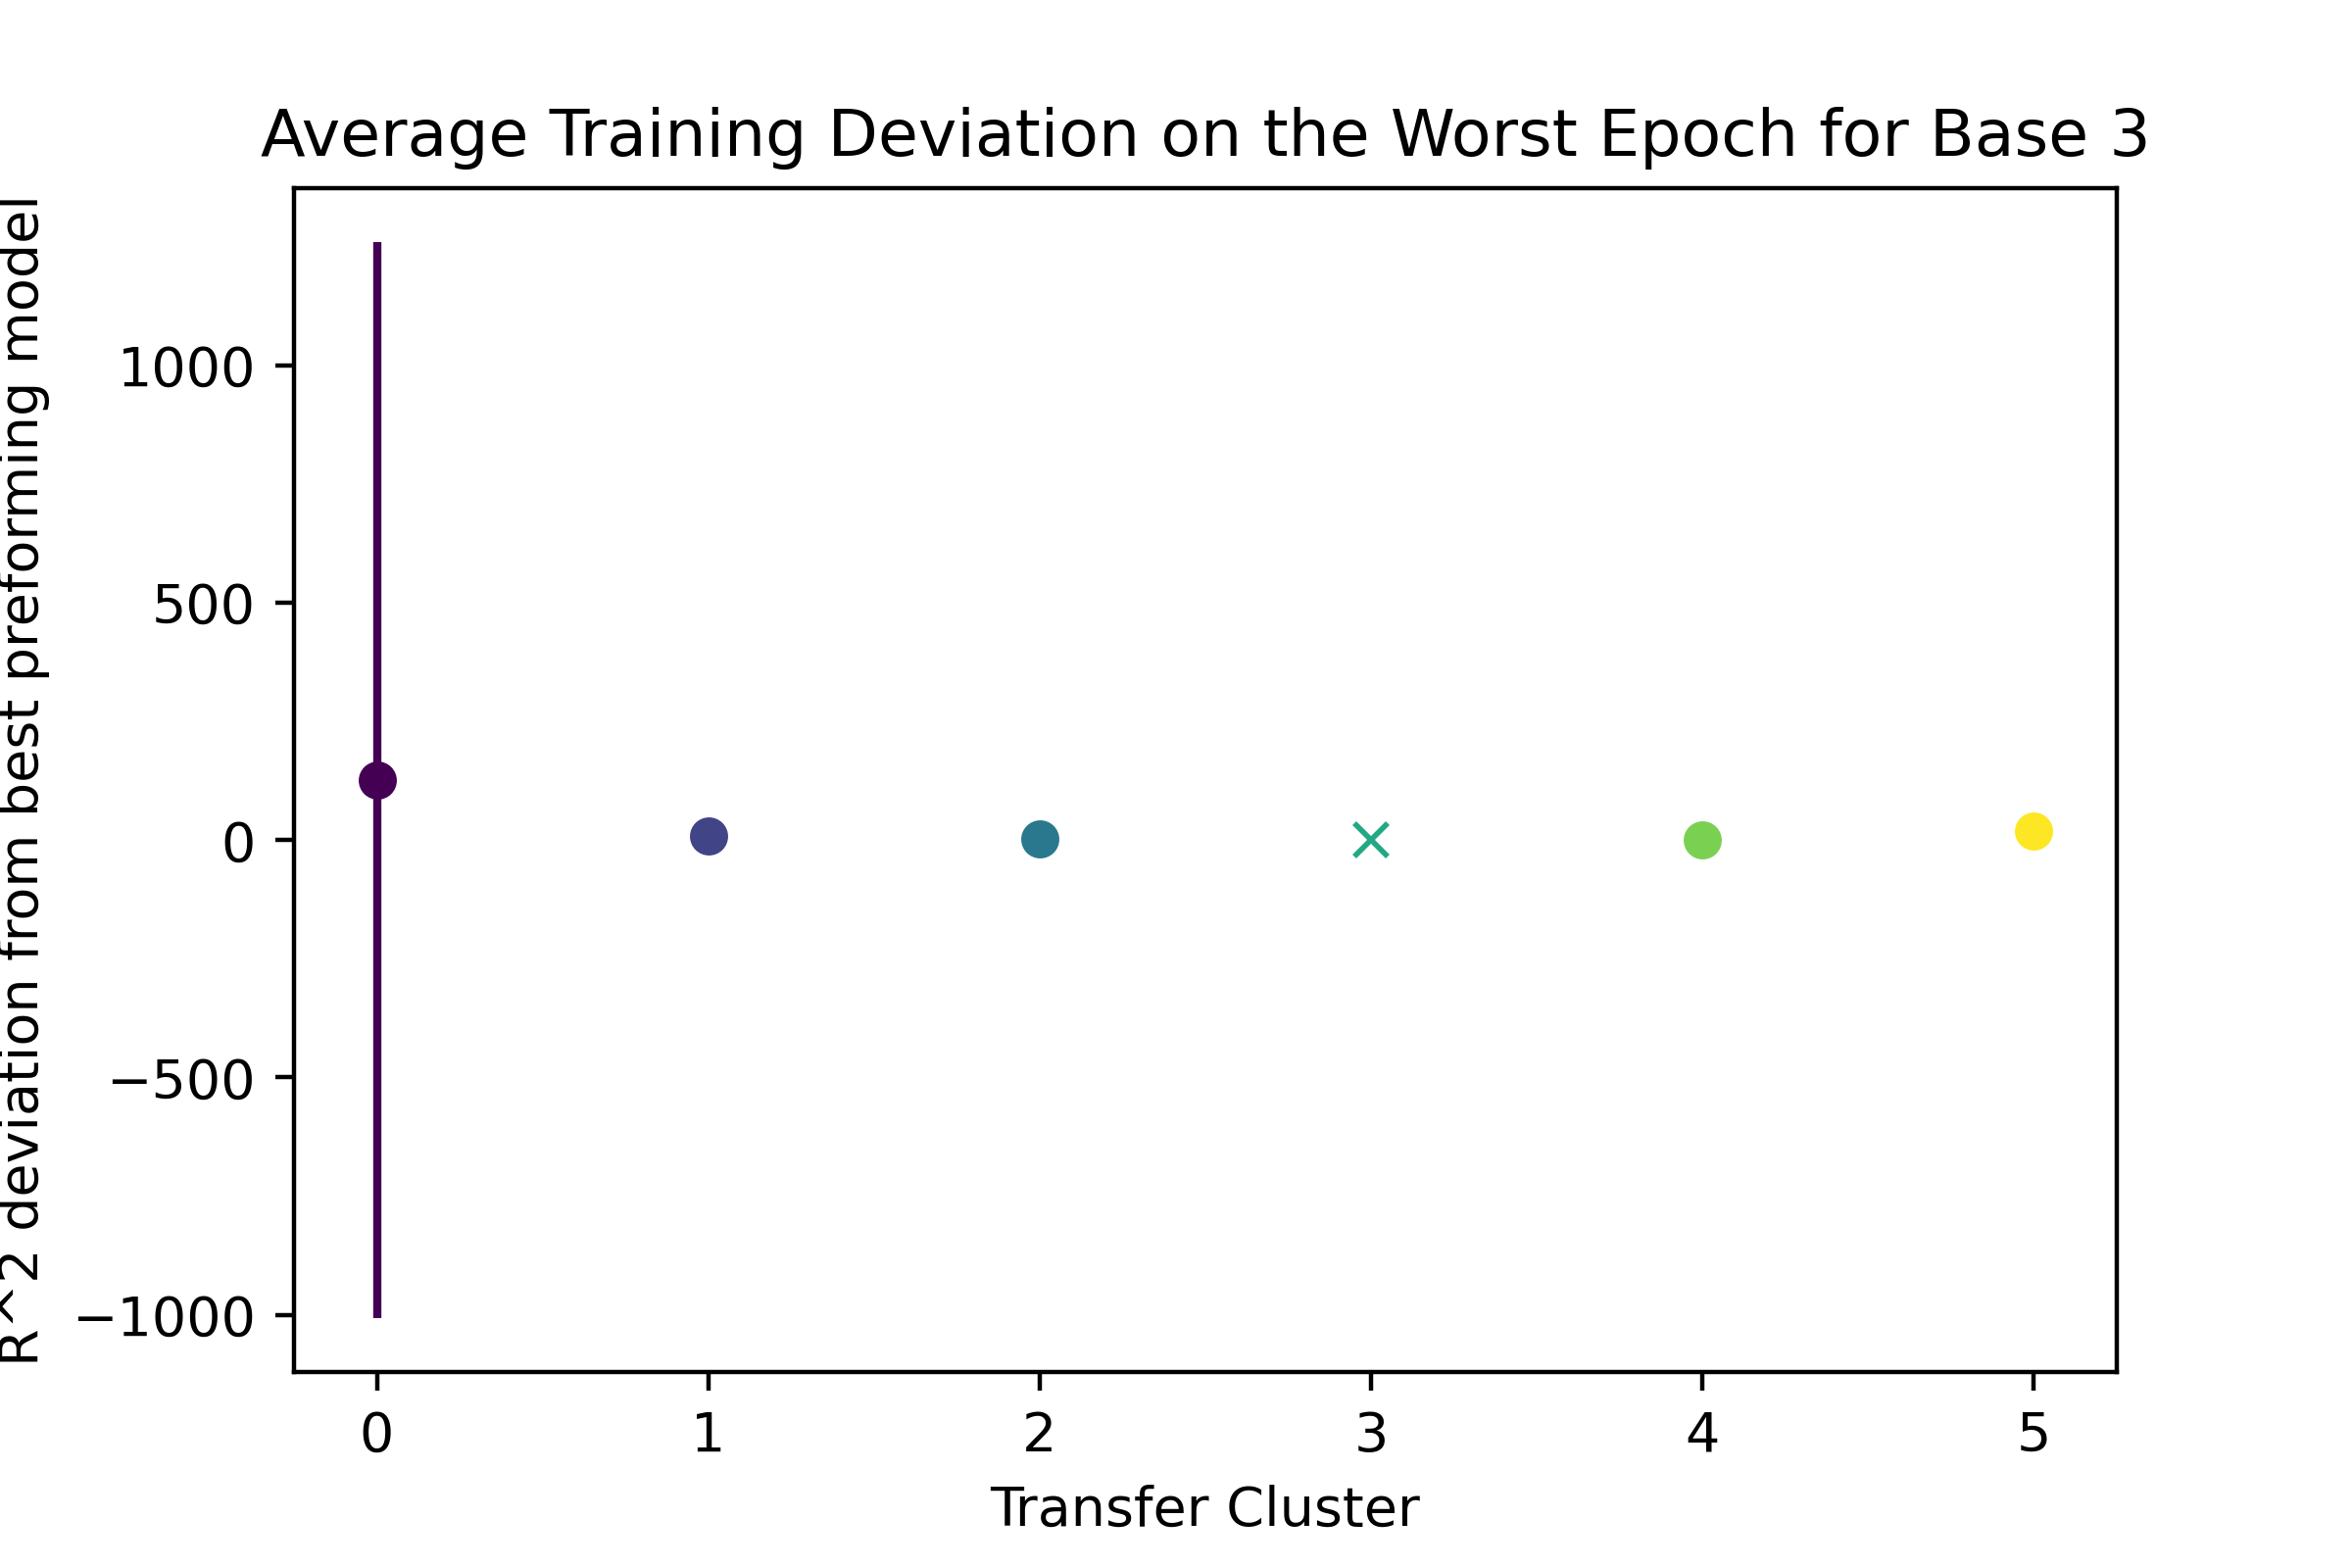 Average Training Deviation on the Worst Epoch for Base 3
R^2 deviation from best preforming model
1000
500
0
−500
−1000
0 1 2 3 4 5
Transfer Cluster